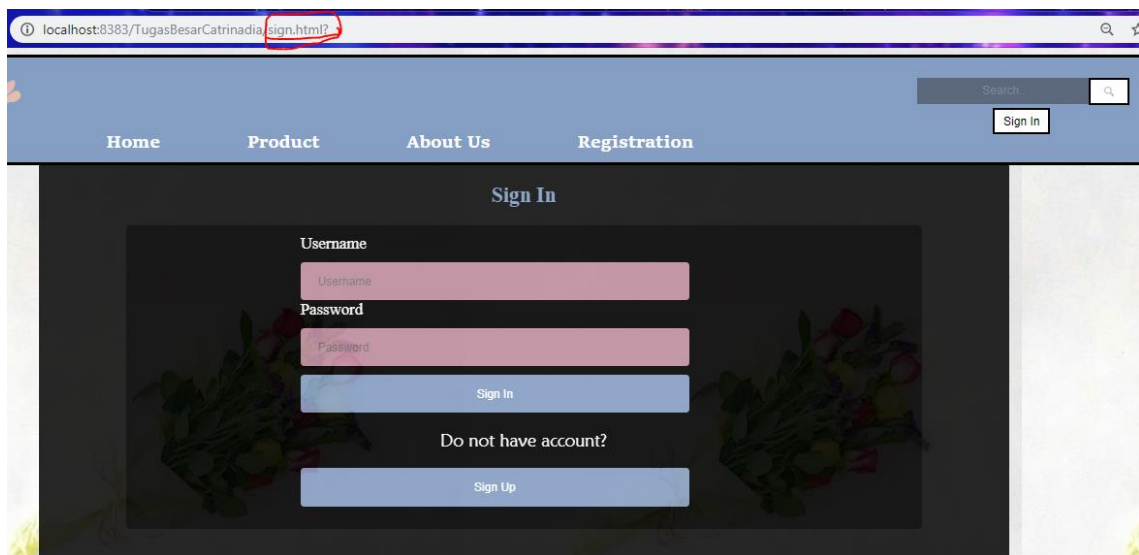 localhost:8383/TugasBesarCatrinadia/sign.html?
Search..
Sign In
Home Product About Us Registration
Sign In
Username
Username
Password
Password
Sign In
Do not have account?
Sign Up